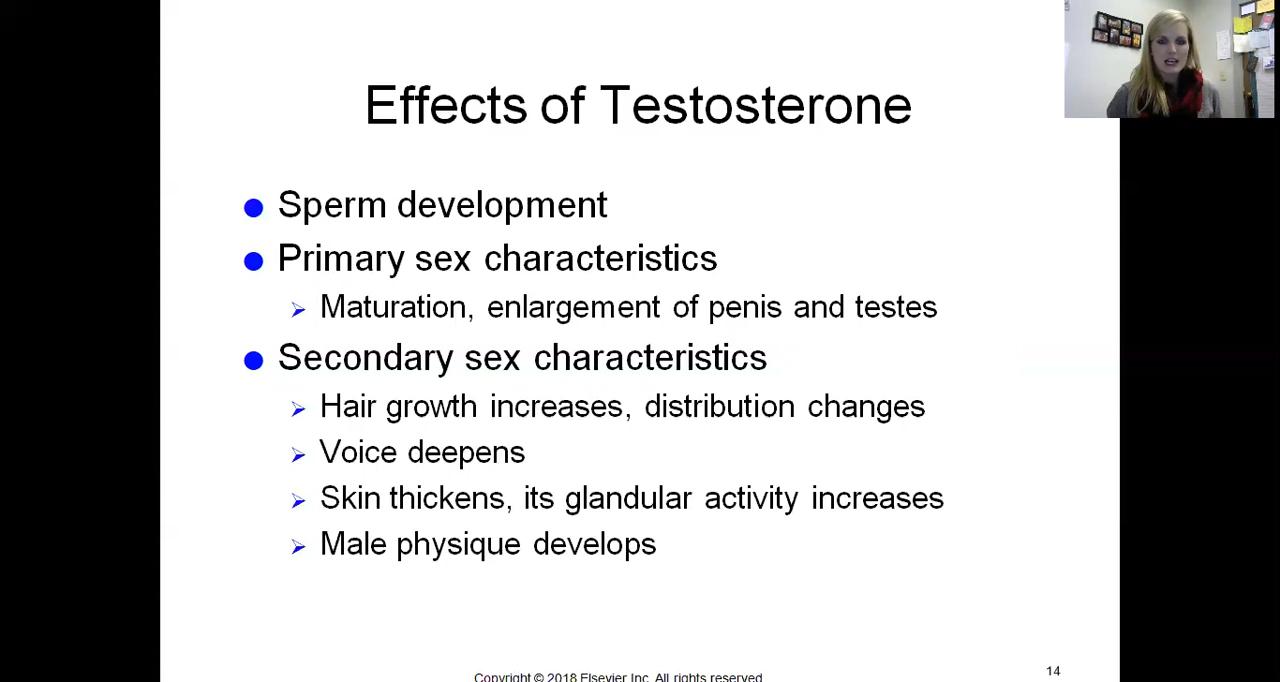 Effects of Testosterone
Sperm development
Primary sex characteristics
Maturation, enlargement of penis and testes
Secondary sex characteristics
Hair growth increases, distribution changes
Voice deepens
Skin thickens, its glandular activity increases
Male physique develops
Copyright © 2018 Elsevier Inc. All rights reserved
14